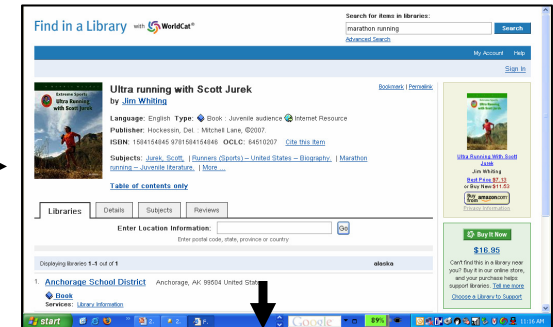 Find in a Library with WorldCat®
Search for items in libraries:
marathon running Search
Advanced Search
My Account Help
Sign In
Extreme Sports
Ultra Running
with Scott Jurek
Ultra running with Scott Jurek
by Jim Whiting
Bookmark | Permalink
Language: English Type: Book : Juvenile audience Internet Resource
Publisher: Hockessin, Del. : Mitchell Lane, ©2007.
ISBN: 1584154845 9781584154846 OCLC: 64510207 Cite this Item
Subjects: Jurek, Scott. | Runners (Sports) -- United States -- Biography. | Marathon
running -- Juvenile literature. | More ...
Table of contents only
Ultra Running With Scott
Jurek
Jim Whiting
Best Price $7.13
or Buy New $11.53
Buy from amazon.com
Privacy Information
Libraries Details Subjects Reviews
Enter Location Information: Go
Enter postal code, state, province or country
Displaying libraries 1-1 out of 1 alaska
1. Anchorage School District Anchorage, AK 99504 United States
Book
Services: Library Information
Buy It Now
$16.95
Can't find this in a library near
you? Buy it in our online store,
and your purchase helps
support libraries. Tell me more
Choose a Library to Support
start Google 89% 11:16 AM